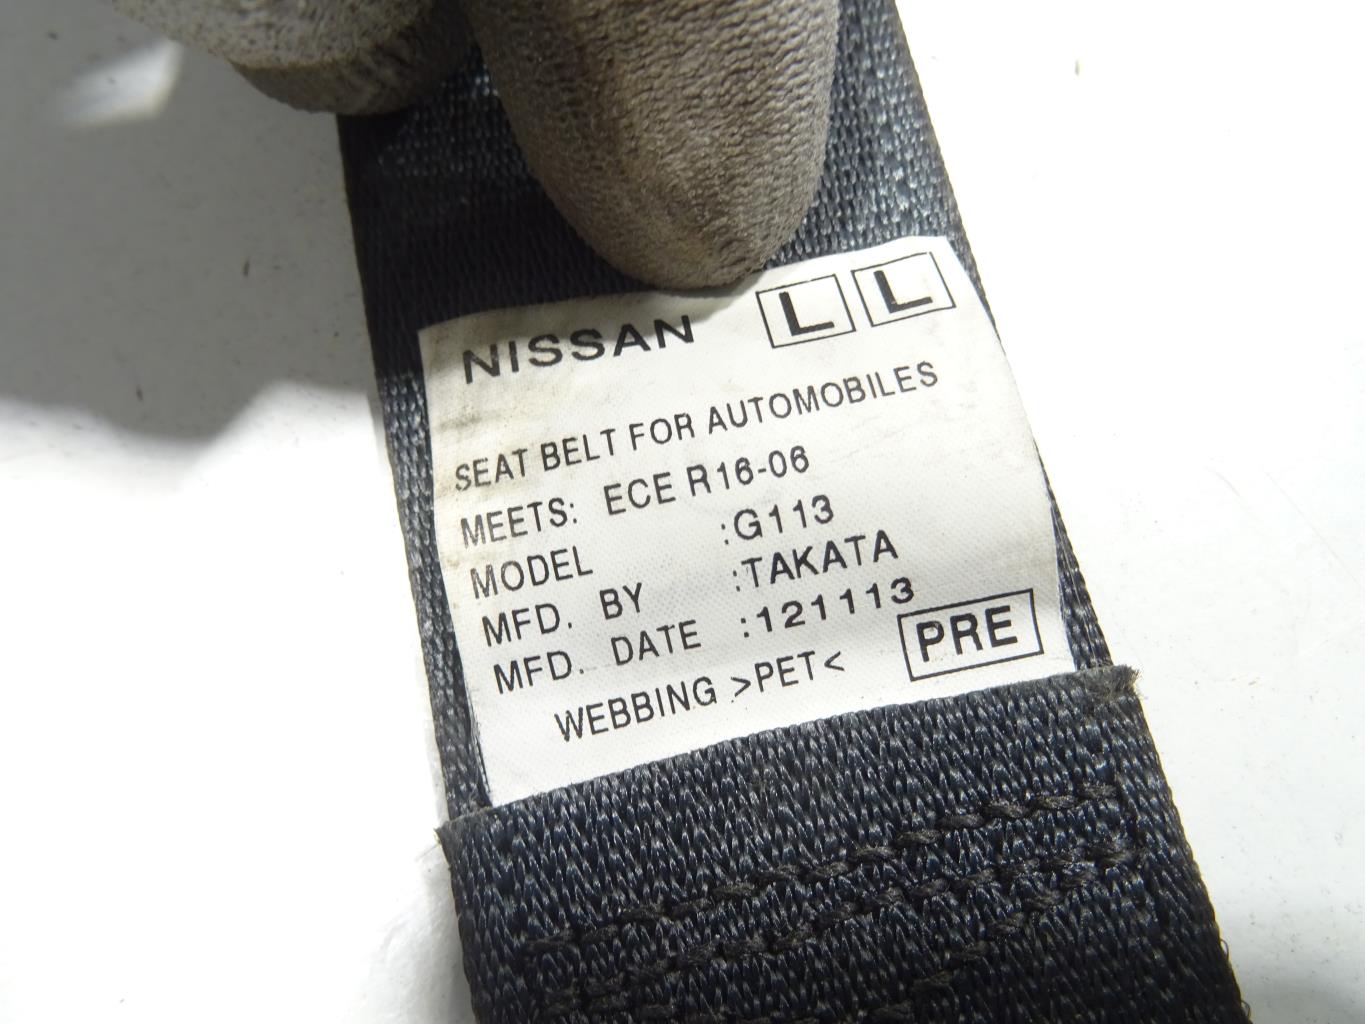 NISSAN L L
SEAT BELT FOR AUTOMOBILES
MEETS: ECE R16-06
MODEL :G113
MFD. BY :TAKATA
MFD. DATE :121113
WEBBING >PET< PRE